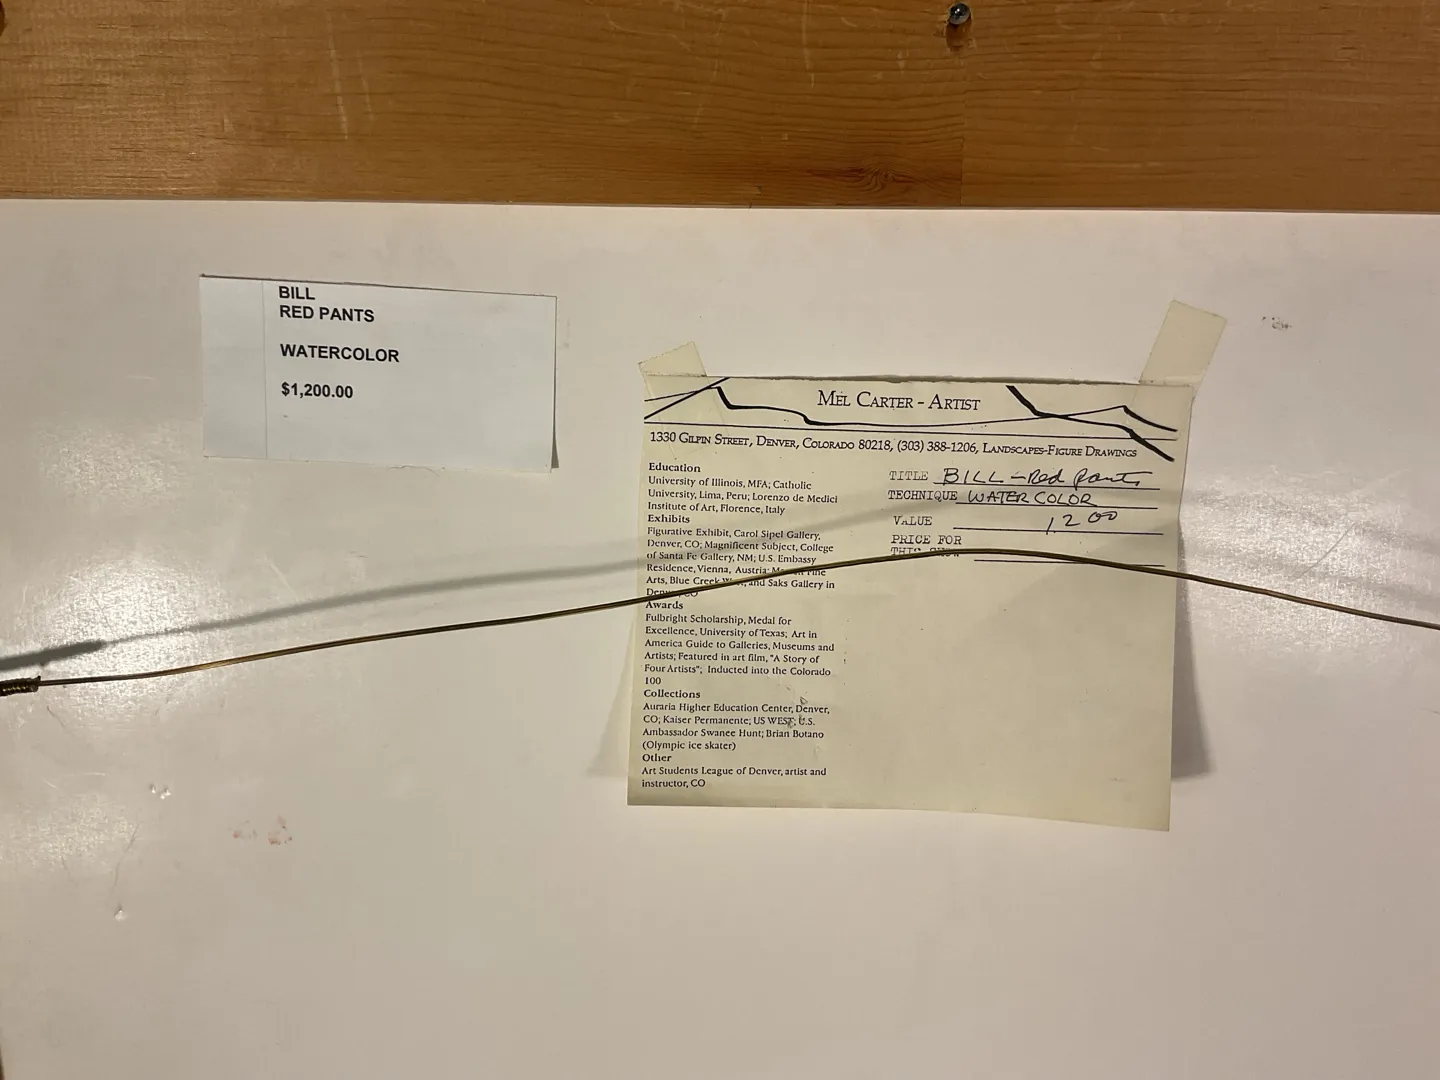 BILL
RED PANTS
WATERCOLOR
$1,200.00
MEL CARTER - ARTIST
1330 GILPIN STREET, DENVER, COLORADO 80218, (303) 388-1206, LANDSCAPES-FIGURE DRAWINGS
Education
University of Illinois, MFA; Catholic
University, Lima, Peru; Lorenzo de Medici
Institute of Art, Florence, Italy
Exhibits
Figurative Exhibit, Carol Sipel Gallery,
Denver, CO; Magnificent Subject, College
of Santa Fe Gallery, NM; U.S. Embassy
Residence, Vienna, Austria; Fine
Arts, Blue Creek and Saks Gallery in
Denver, CO
Awards
Fulbright Scholarship, Medal for
Excellence, University of Texas; Art in
America Guide to Galleries, Museums and
Artists; Featured in art film, "A Story of
Four Artists"; Inducted into the Colorado
100
Collections
Auraria Higher Education Center, Denver,
CO; Kaiser Permanente; US WEST; U.S.
Ambassador Swanee Hunt; Brian Botano
(Olympic ice skater)
Other
Art Students League of Denver, artist and
instructor, CO
TITLE BILL - Red Pants
TECHNIQUE WATER COLOR
VALUE 1200
PRICE FOR
THIS SHOW